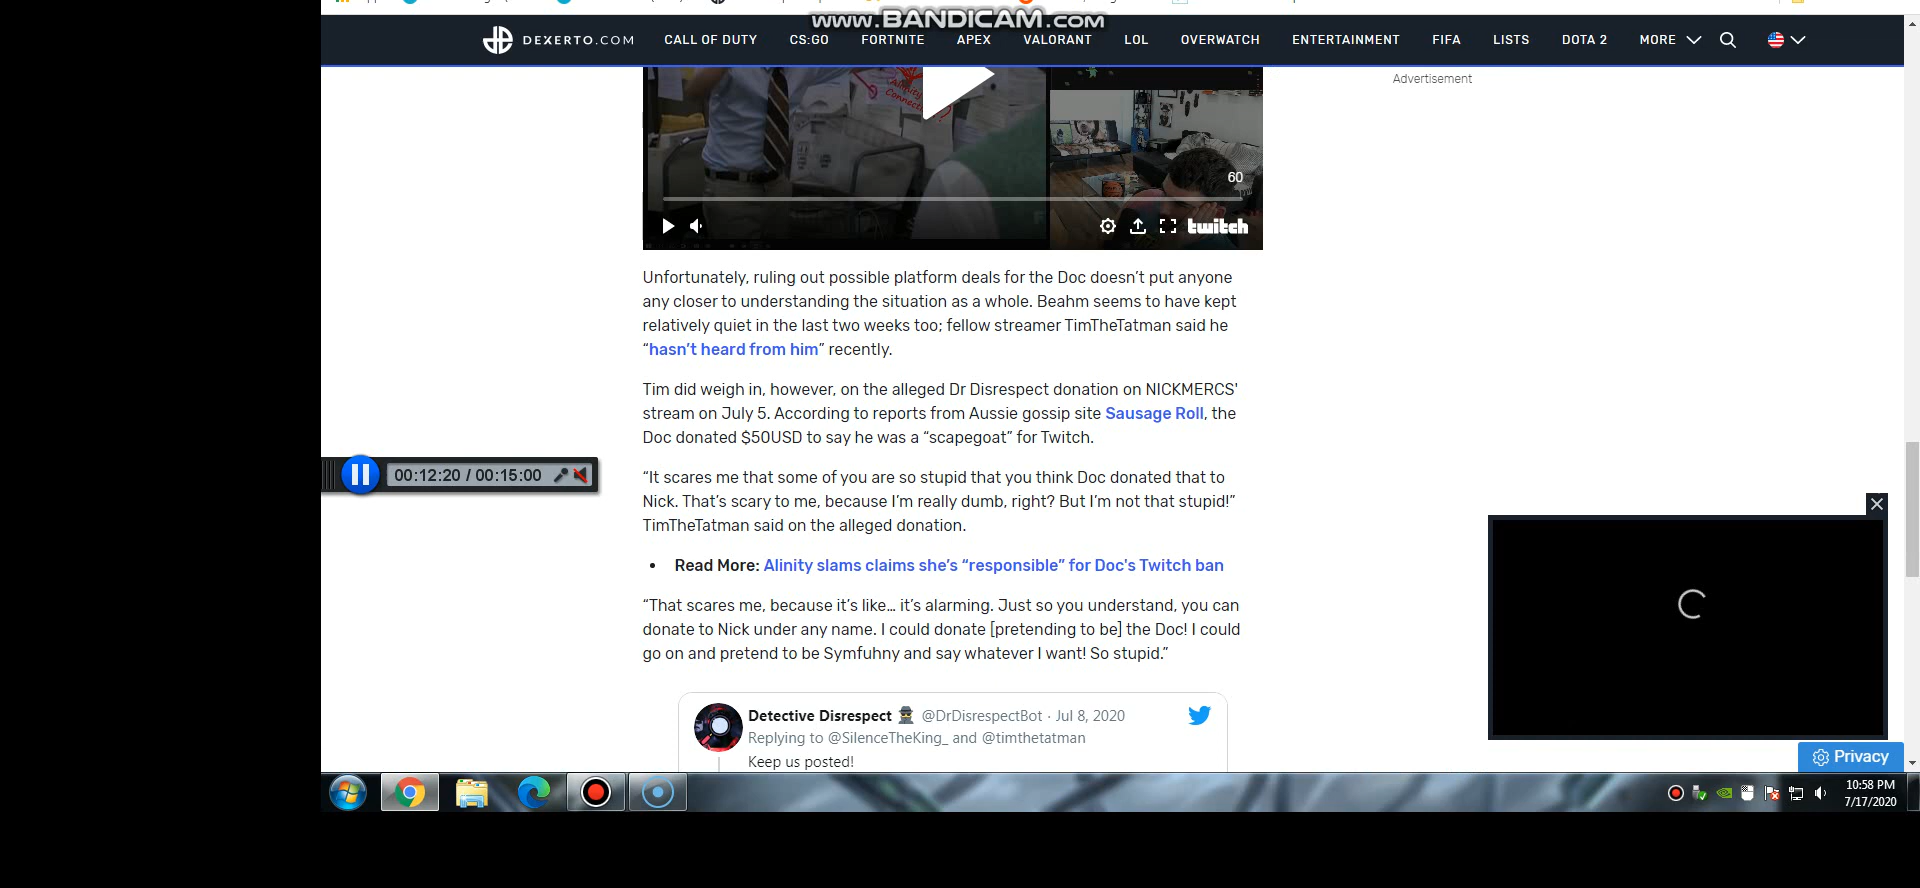 www.BANDICAM.com
DEXERTO.COM CALL OF DUTY CS:GO FORTNITE APEX VALORANT LOL OVERWATCH ENTERTAINMENT FIFA LISTS DOTA 2 MORE
Advertisement
60
twitch
Unfortunately, ruling out possible platform deals for the Doc doesn’t put anyone
any closer to understanding the situation as a whole. Beahm seems to have kept
relatively quiet in the last two weeks too; fellow streamer TimTheTatman said he
“hasn’t heard from him” recently.
Tim did weigh in, however, on the alleged Dr Disrespect donation on NICKMERCS'
stream on July 5. According to reports from Aussie gossip site Sausage Roll, the
Doc donated $50USD to say he was a “scapegoat” for Twitch.
00:12:20 / 00:15:00
“It scares me that some of you are so stupid that you think Doc donated that to
Nick. That’s scary to me, because I’m really dumb, right? But I’m not that stupid!”
TimTheTatman said on the alleged donation.
• Read More: Alinity slams claims she’s “responsible” for Doc's Twitch ban
“That scares me, because it’s like… it’s alarming. Just so you understand, you can
donate to Nick under any name. I could donate [pretending to be] the Doc! I could
go on and pretend to be Symfuhny and say whatever I want! So stupid.”
Detective Disrespect @DrDisrespectBot · Jul 8, 2020
Replying to @SilenceTheKing_ and @timthetatman
Keep us posted!
Privacy
10:58 PM
7/17/2020